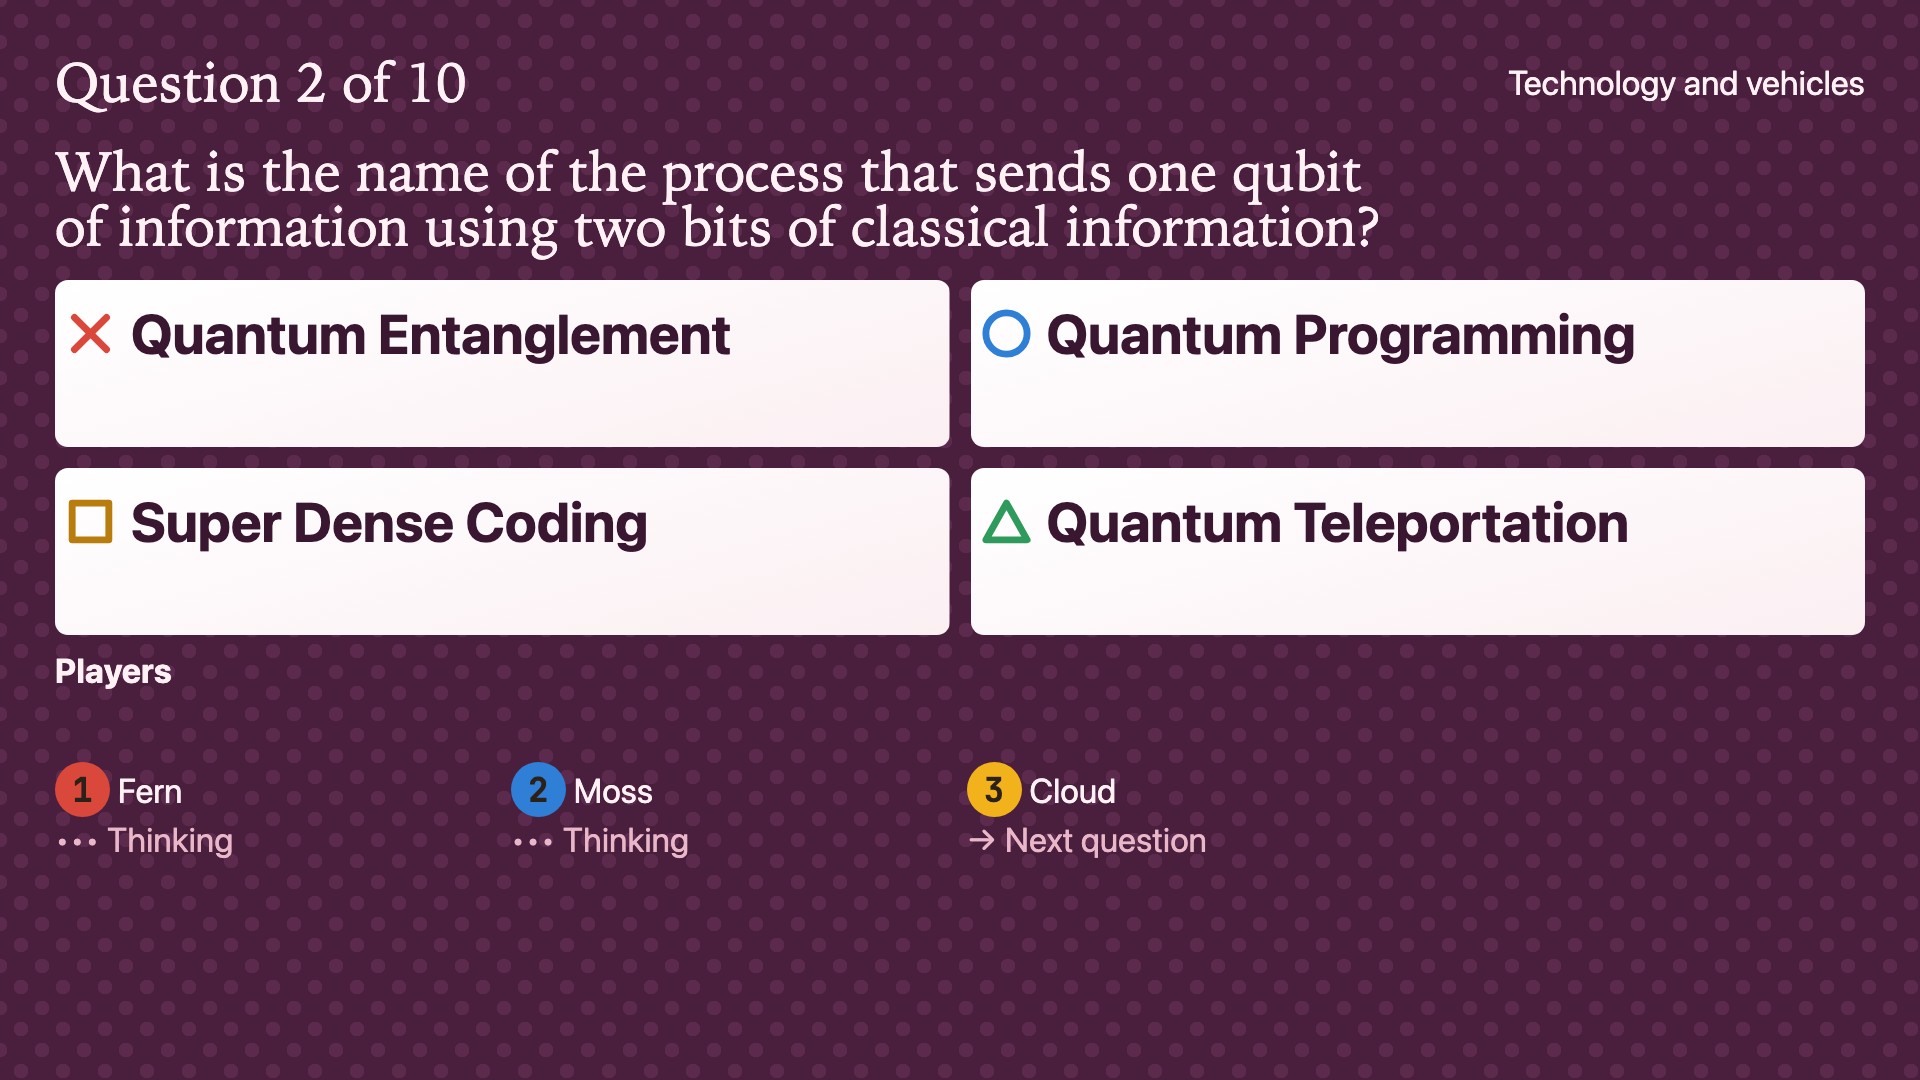 Question 2 of 10
Technology and vehicles
What is the name of the process that sends one qubit
of information using two bits of classical information?
Quantum Entanglement
Quantum Programming
Super Dense Coding
Quantum Teleportation
Players
1 Fern
... Thinking
2 Moss
... Thinking
3 Cloud
→ Next question